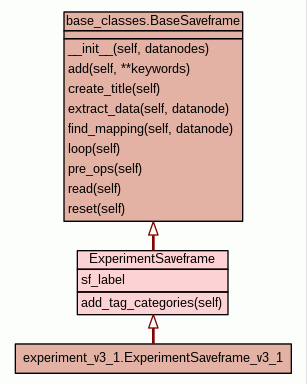 base_classes.BaseSaveframe
__init__(self, datanodes)
add(self, **keywords)
create_title(self)
extract_data(self, datanode)
find_mapping(self, datanode)
loop(self)
pre_ops(self)
read(self)
reset(self)
ExperimentSaveframe
sf_label
add_tag_categories(self)
experiment_v3_1.ExperimentSaveframe_v3_1